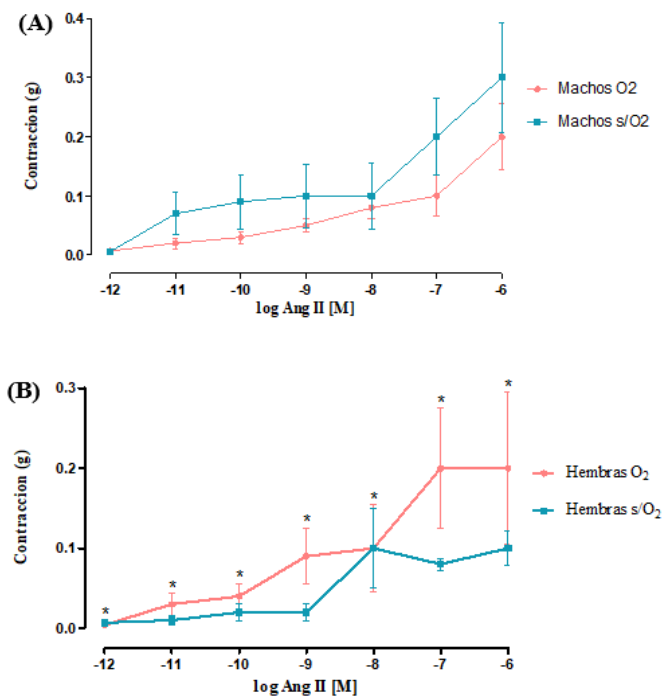 (A)
Contraccion (g)
0.4
0.3
0.2
0.1
0.0
-12 -11 -10 -9 -8 -7 -6
log Ang II [M]
Machos O2
Machos s/O2
(B)
Contraccion (g)
0.3
0.2
0.1
0.0
* * * * * * *
-12 -11 -10 -9 -8 -7 -6
log Ang II [M]
Hembras O₂
Hembras s/O₂